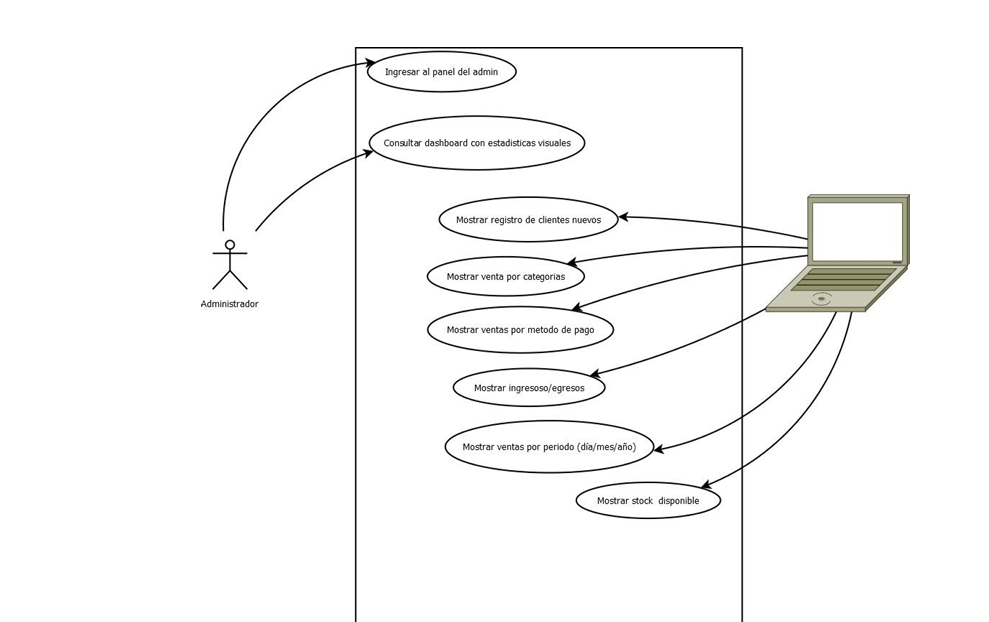 Ingresar al panel del admin
Consultar dashboard con estadisticas visuales
Mostrar registro de clientes nuevos
Mostrar venta por categorias
Administrador
Mostrar ventas por metodo de pago
Mostrar ingresoso/egresos
Mostrar ventas por periodo (día/mes/año)
Mostrar stock disponible